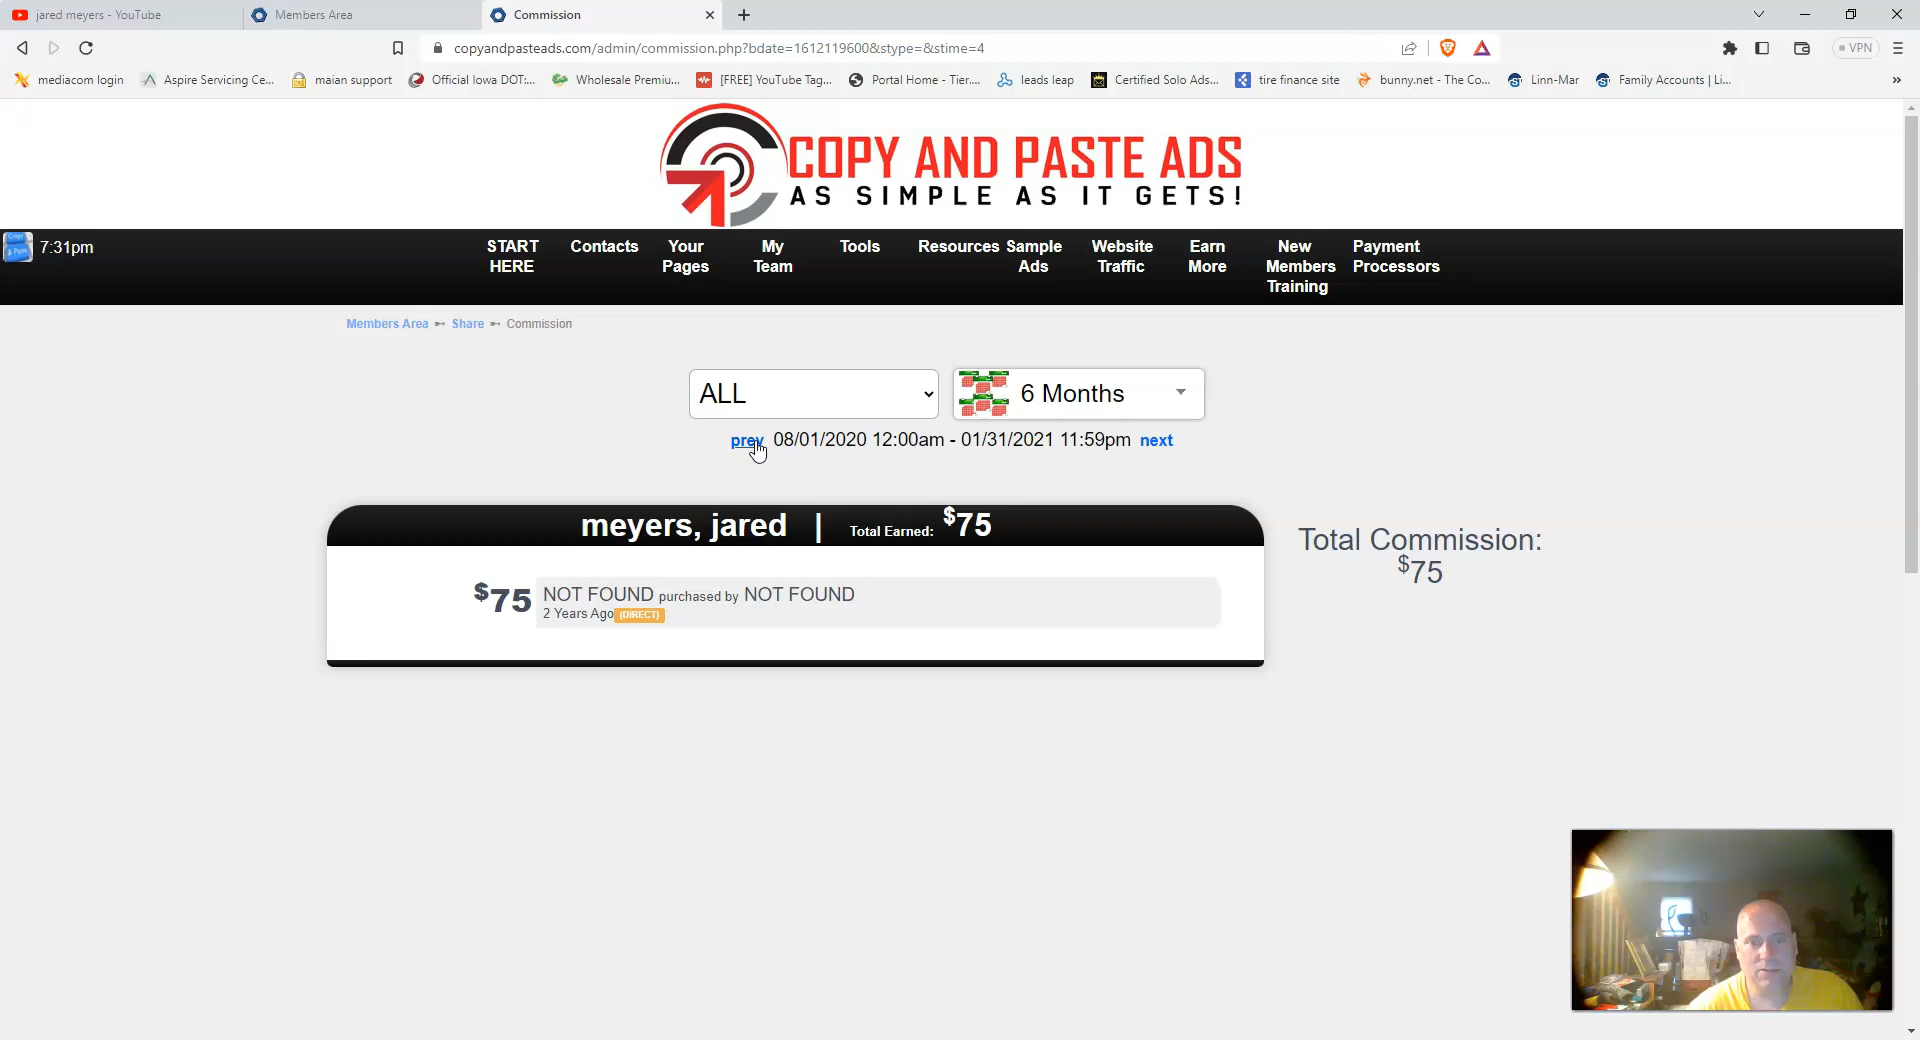 jared meyers - YouTube
Members Area
Commission
copyandpasteads.com/admin/commission.php?bdate=1612119600&stype=&stime=4
VPN
mediacom login
Aspire Servicing Ce...
maian support
Official Iowa DOT:...
Wholesale Premiu...
[FREE] YouTube Tag...
Portal Home - Tier....
leads leap
Certified Solo Ads...
tire finance site
bunny.net - The Co...
Linn-Mar
Family Accounts | Li...
COPY AND PASTE ADS
AS SIMPLE AS IT GETS!
7:31pm
START HERE
Contacts
Your Pages
My Team
Tools
Resources
Sample Ads
Website Traffic
Earn More
New Members Training
Payment Processors
Members Area ➼ Share ➼ Commission
ALL
6 Months
prev 08/01/2020 12:00am - 01/31/2021 11:59pm next
meyers, jared | Total Earned: $75
Total Commission:
$75
$75 NOT FOUND purchased by NOT FOUND
2 Years Ago (DIRECT)